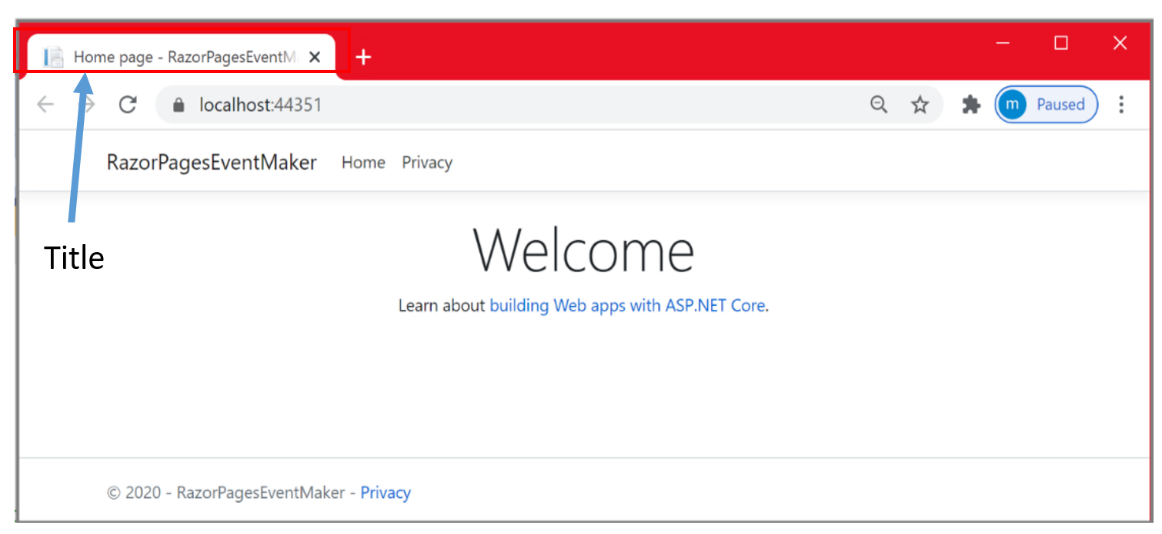 Home page - RazorPagesEventM
localhost:44351
m Paused
RazorPagesEventMaker Home Privacy
Title
Welcome
Learn about building Web apps with ASP.NET Core.
© 2020 - RazorPagesEventMaker - Privacy